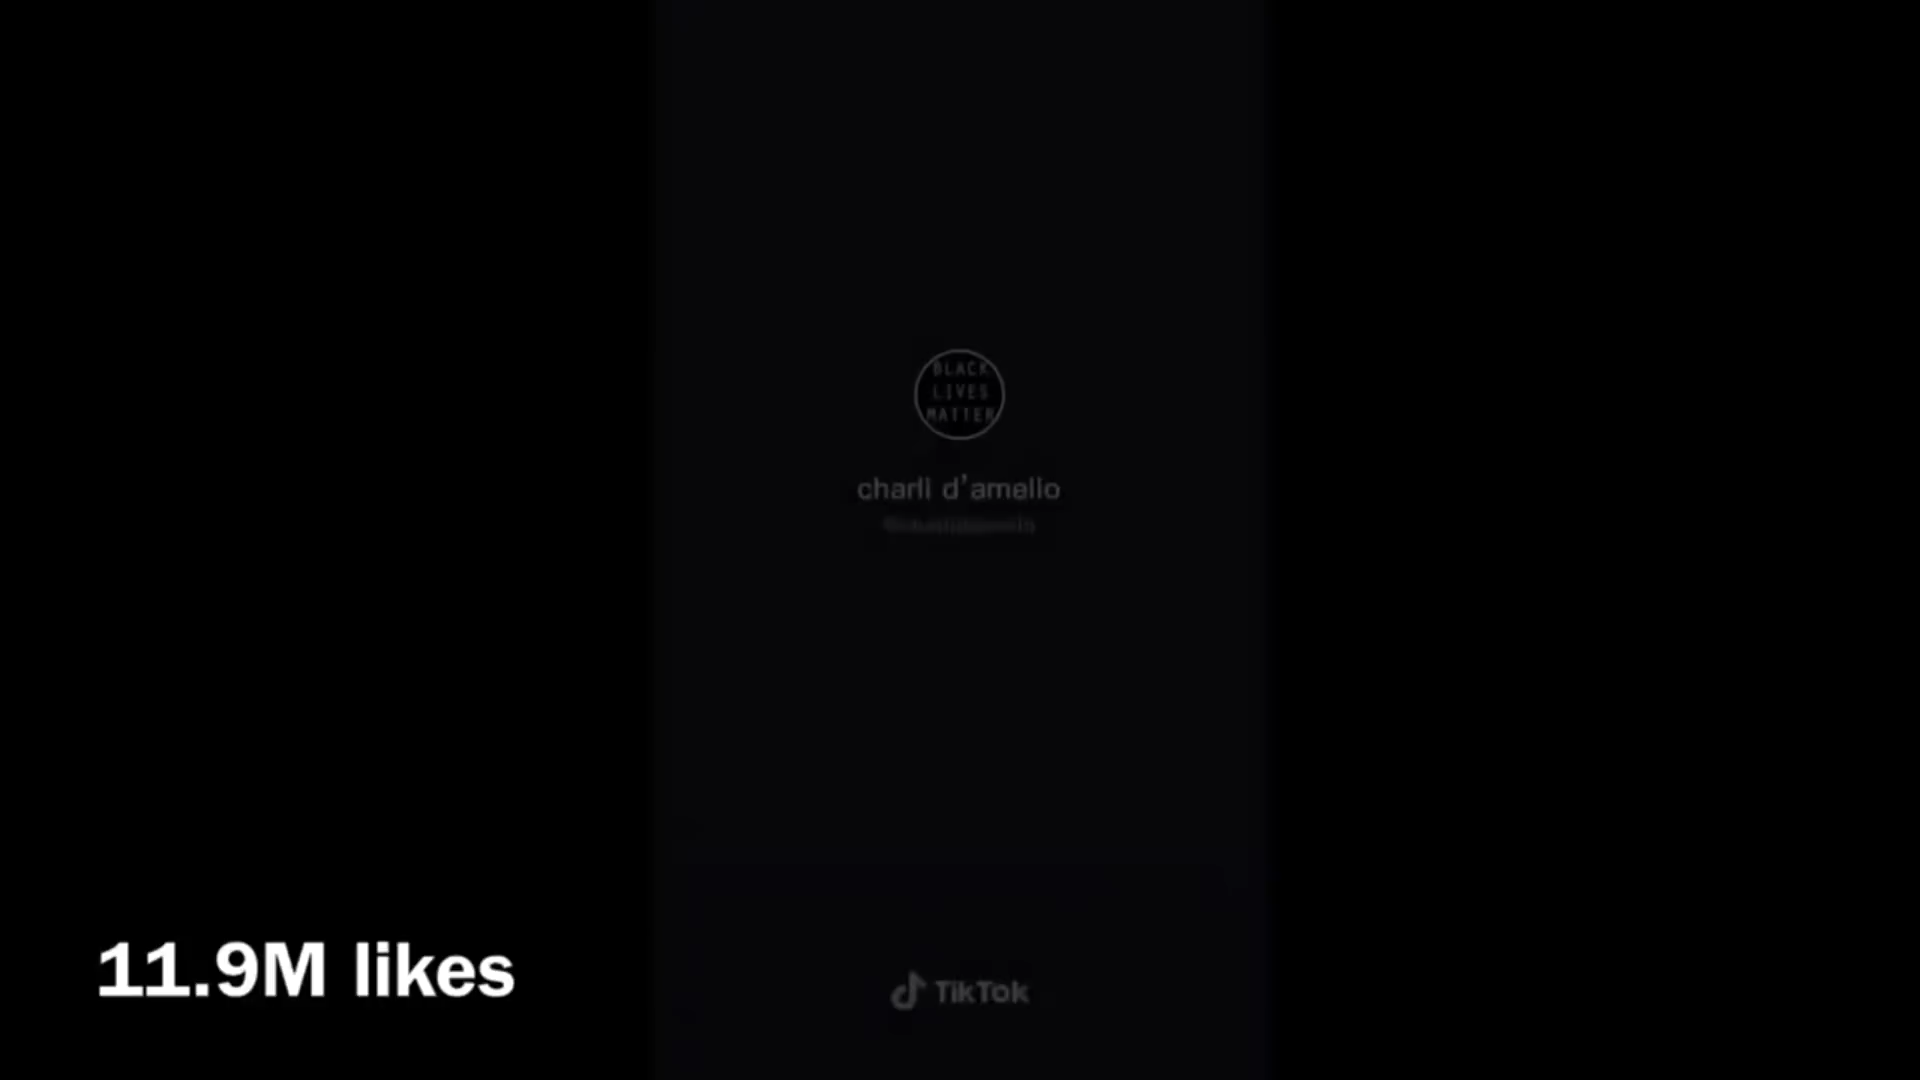 BLACK
LIVES
MATTER
charli d'amelio
11.9M likes
TikTok